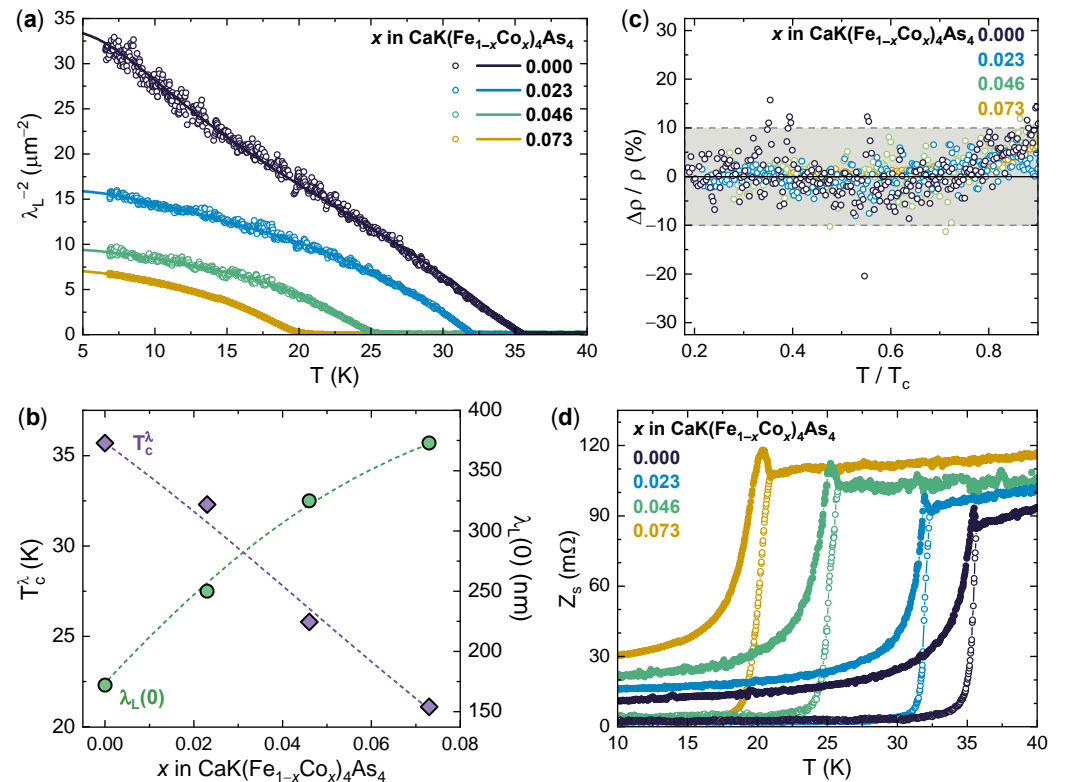 (a)
x in CaK(Fe1−xCox)4As4
0.000
0.023
0.046
0.073
λL−2 (μm−2)
35
30
25
20
15
10
5
0
5 10 15 20 25 30 35 40
T (K)
(c)
x in CaK(Fe1−xCox)4As4
0.000
0.023
0.046
0.073
Δρ / ρ (%)
30
20
10
0
−10
−20
−30
0.2 0.4 0.6 0.8
T / Tc
(b)
Tcλ
λL(0)
Tcλ (K)
35
30
25
20
λL(0) (nm)
400
350
300
250
200
150
0.00 0.02 0.04 0.06 0.08
x in CaK(Fe1−xCox)4As4
(d)
x in CaK(Fe1−xCox)4As4
0.000
0.023
0.046
0.073
Zs (mΩ)
120
90
60
30
0
10 15 20 25 30 35 40
T (K)